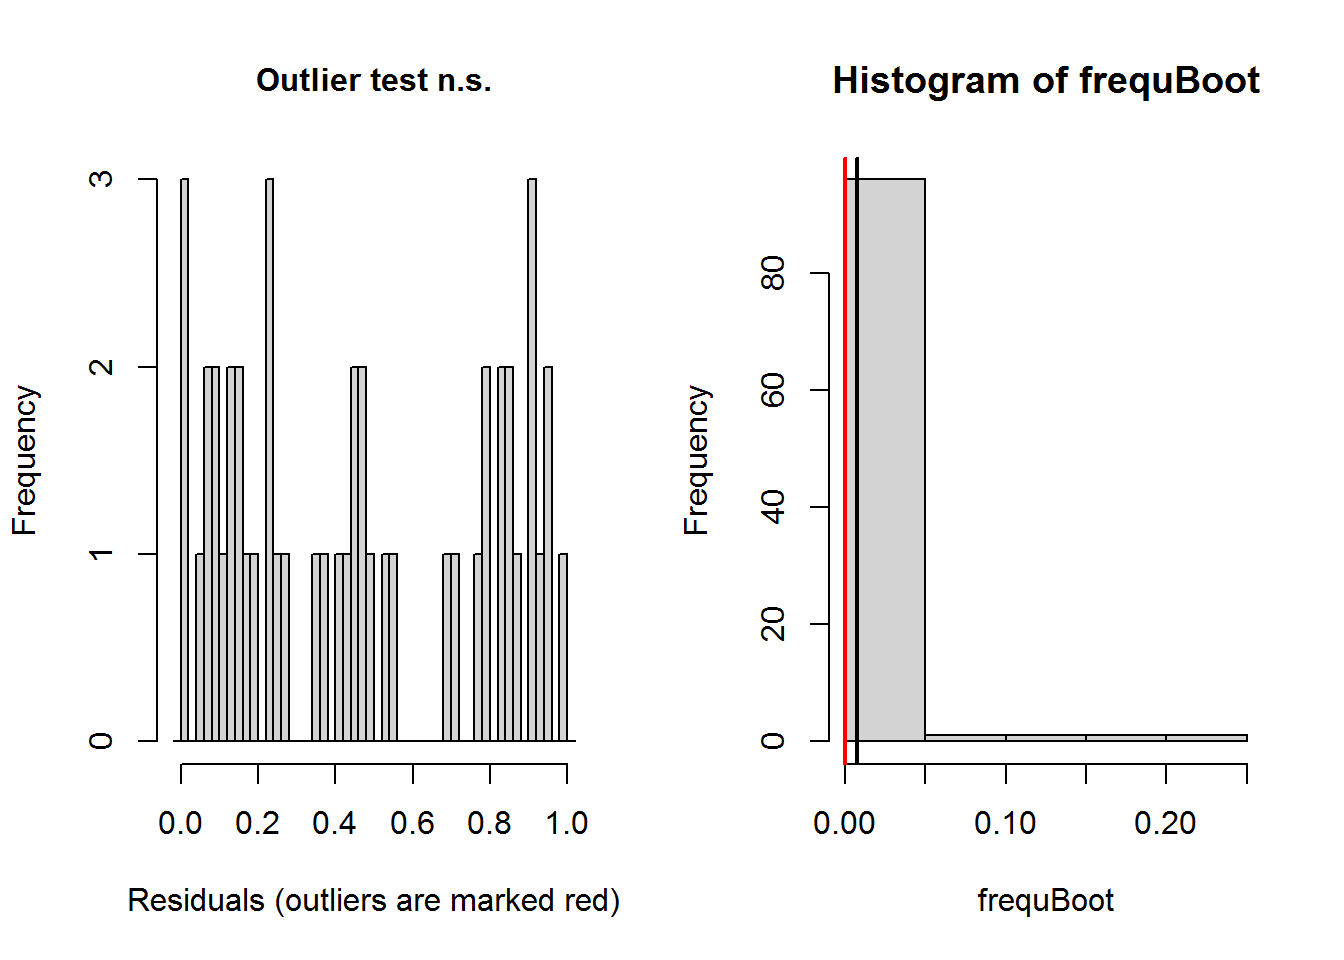 Outlier test n.s.
Frequency
3
2
1
0
0.0 0.2 0.4 0.6 0.8 1.0
Residuals (outliers are marked red)
Histogram of frequBoot
Frequency
80
60
40
20
0
0.00 0.10 0.20
frequBoot